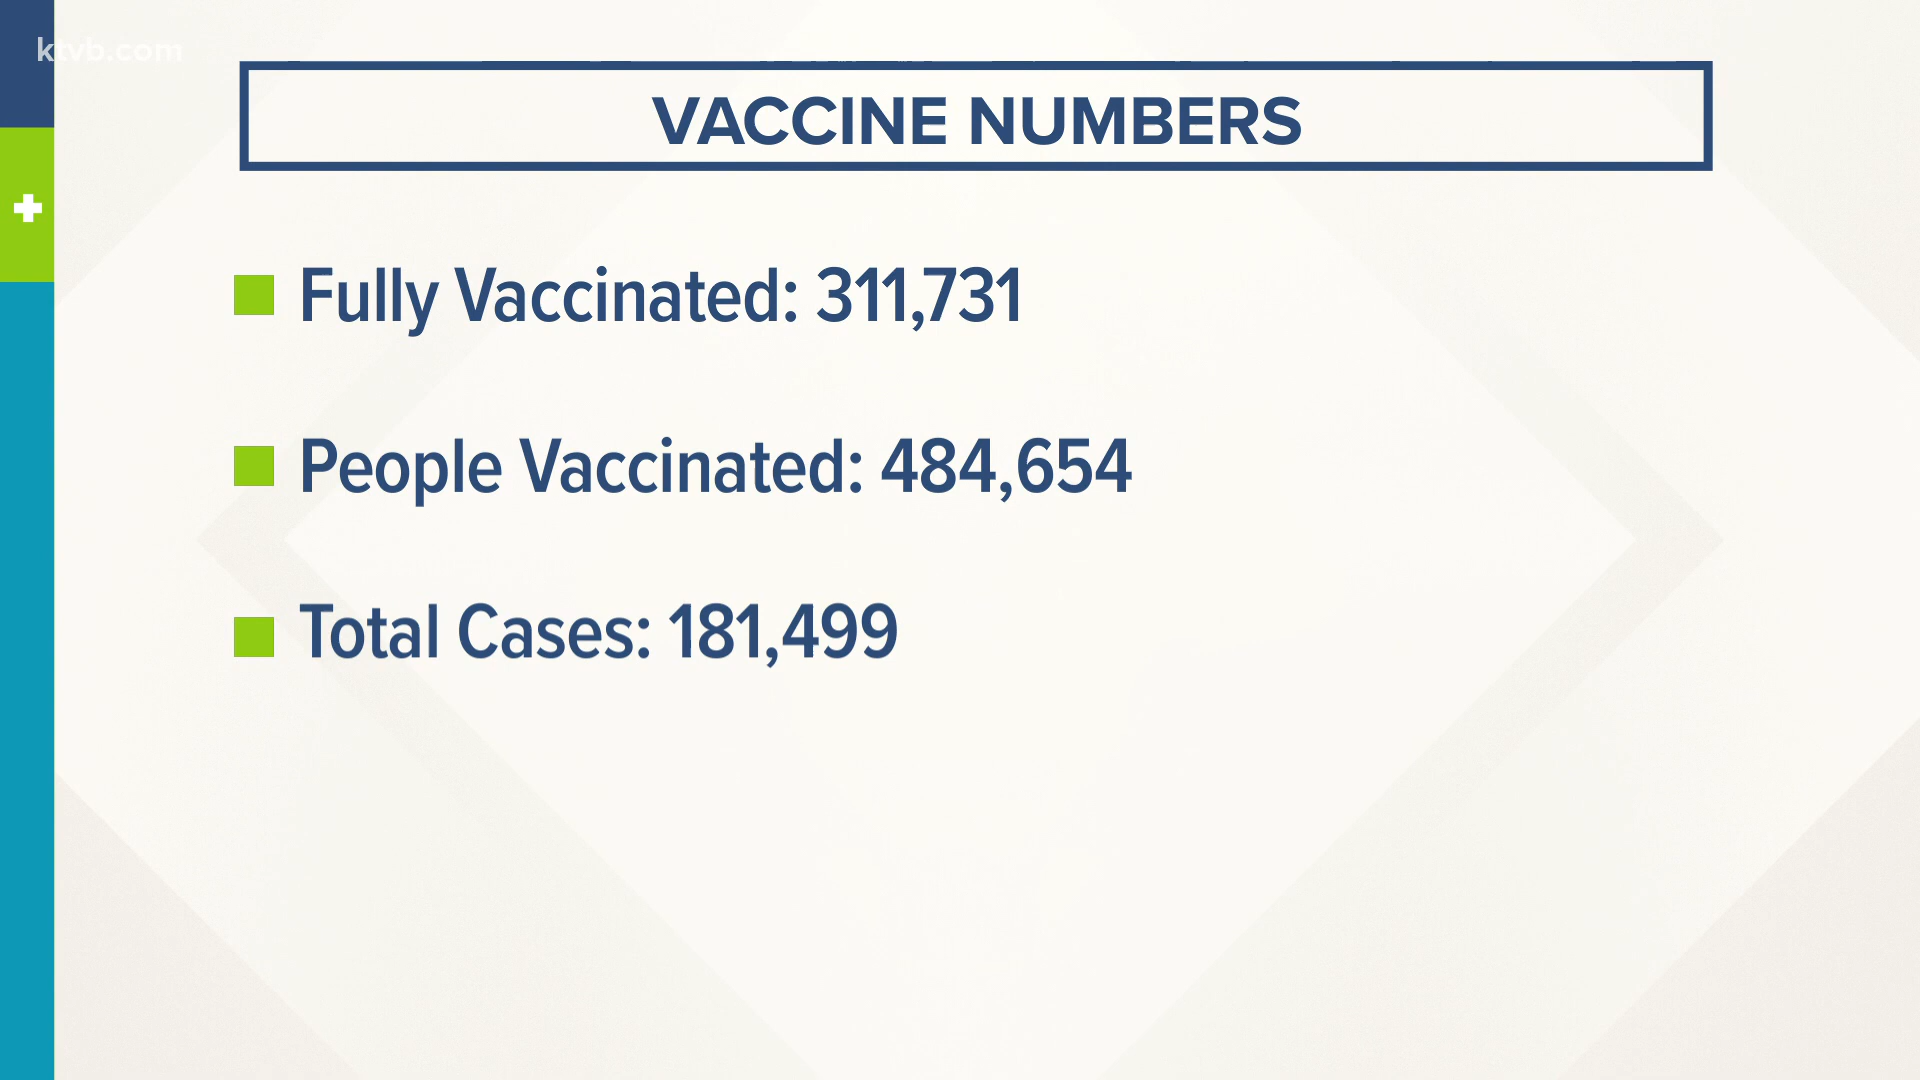 ktvb.com
VACCINE NUMBERS
Fully Vaccinated: 311,731
People Vaccinated: 484,654
Total Cases: 181,499